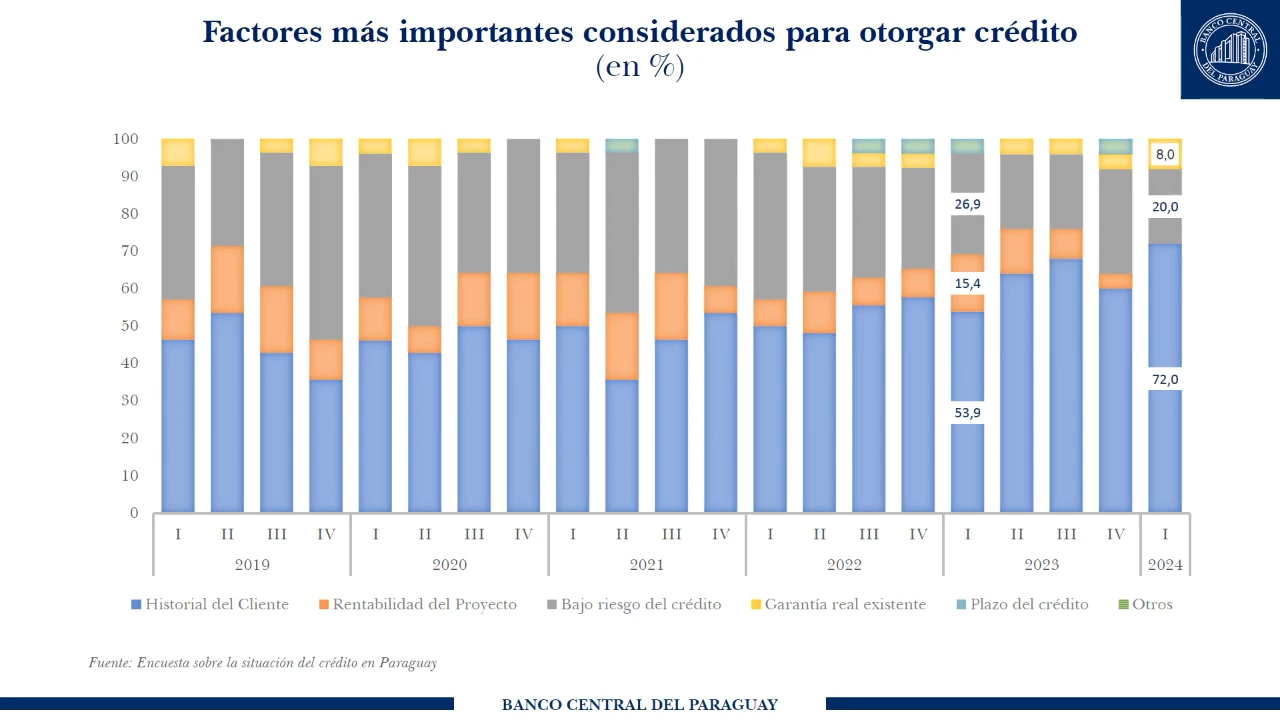 Factores más importantes considerados para otorgar crédito
(en %)
BANCO CENTRAL
DEL PARAGUAY
100
90
80
70
60
50
40
30
20
10
0
26,9
15,4
53,9
8,0
20,0
72,0
I II III IV I II III IV I II III IV I II III IV I II III IV I
2019 2020 2021 2022 2023 2024
Historial del Cliente Rentabilidad del Proyecto Bajo riesgo del crédito Garantía real existente Plazo del crédito Otros
Fuente: Encuesta sobre la situación del crédito en Paraguay
BANCO CENTRAL DEL PARAGUAY